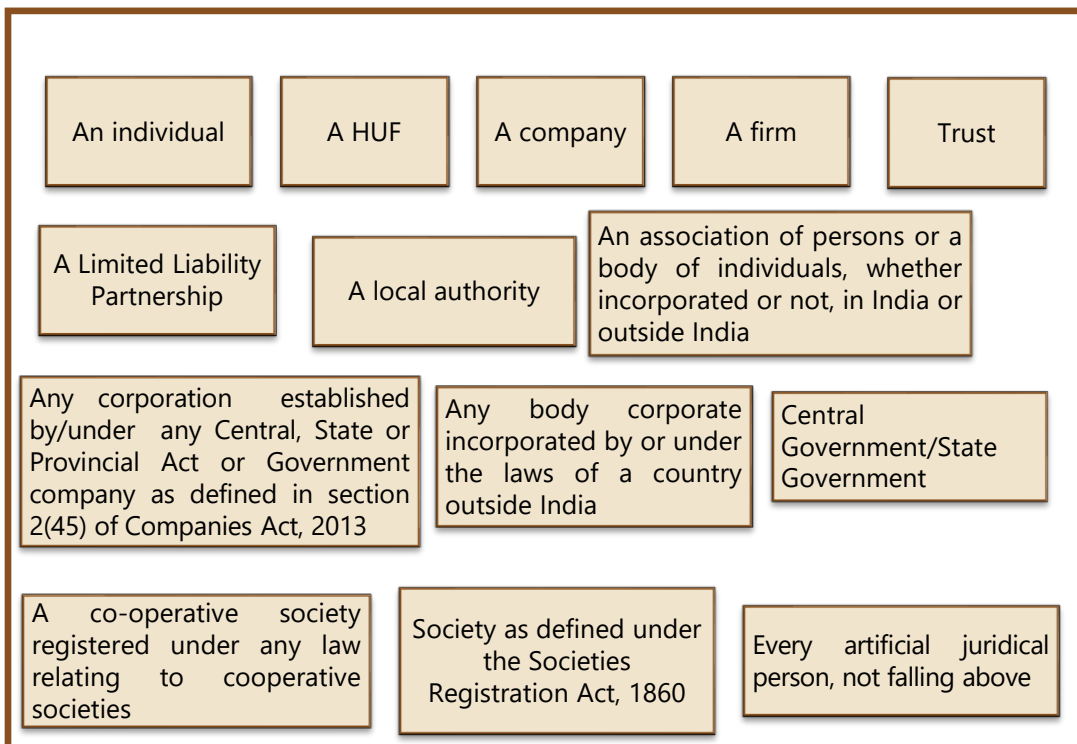 An individual
A HUF
A company
A firm
Trust
A Limited Liability
Partnership
A local authority
An association of persons or a
body of individuals, whether
incorporated or not, in India or
outside India
Any corporation established
by/under any Central, State or
Provincial Act or Government
company as defined in section
2(45) of Companies Act, 2013
Any body corporate
incorporated by or under
the laws of a country
outside India
Central
Government/State
Government
A co-operative society
registered under any law
relating to cooperative
societies
Society as defined under
the Societies
Registration Act, 1860
Every artificial juridical
person, not falling above